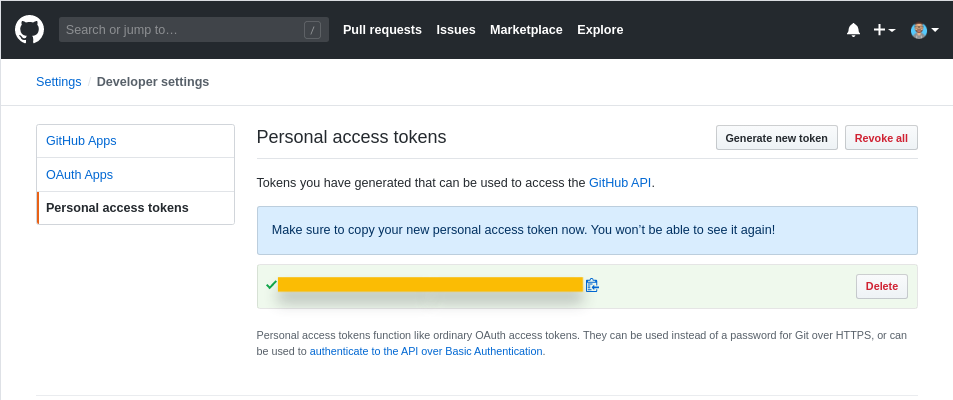 Search or jump to… /
Pull requests Issues Marketplace Explore
Settings / Developer settings
GitHub Apps
OAuth Apps
Personal access tokens
Personal access tokens
Generate new token
Revoke all
Tokens you have generated that can be used to access the GitHub API.
Make sure to copy your new personal access token now. You won’t be able to see it again!
Delete
Personal access tokens function like ordinary OAuth access tokens. They can be used instead of a password for Git over HTTPS, or can
be used to authenticate to the API over Basic Authentication.